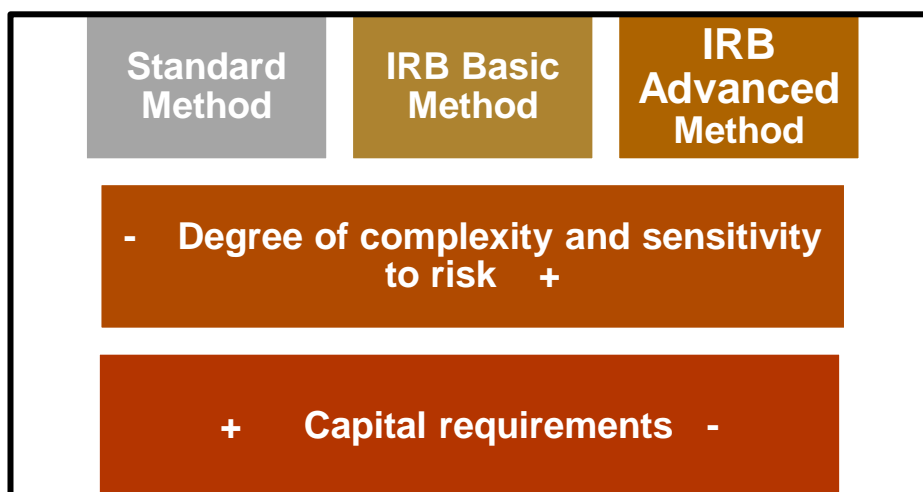 Standard
Method
IRB Basic
Method
IRB
Advanced
Method
- Degree of complexity and sensitivity
to risk +
+ Capital requirements -